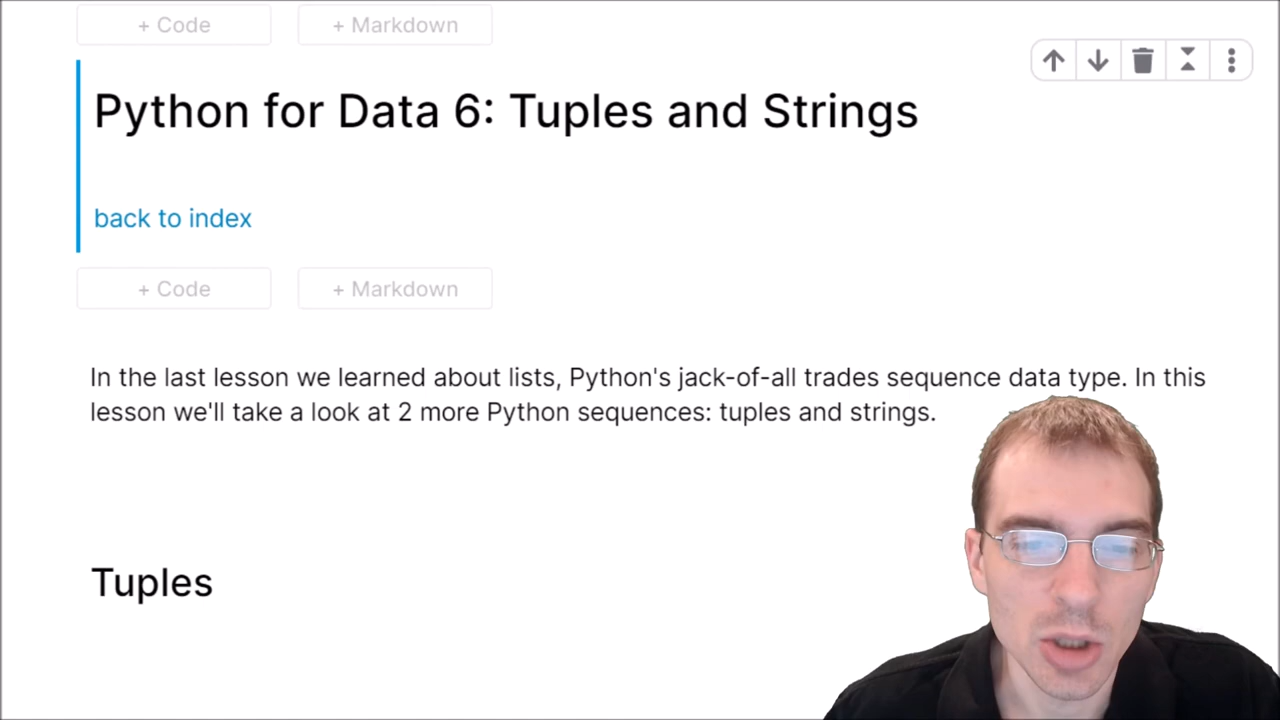 + Code
+ Markdown
Python for Data 6: Tuples and Strings
back to index
+ Code
+ Markdown
In the last lesson we learned about lists, Python's jack-of-all trades sequence data type. In this
lesson we'll take a look at 2 more Python sequences: tuples and strings.
Tuples